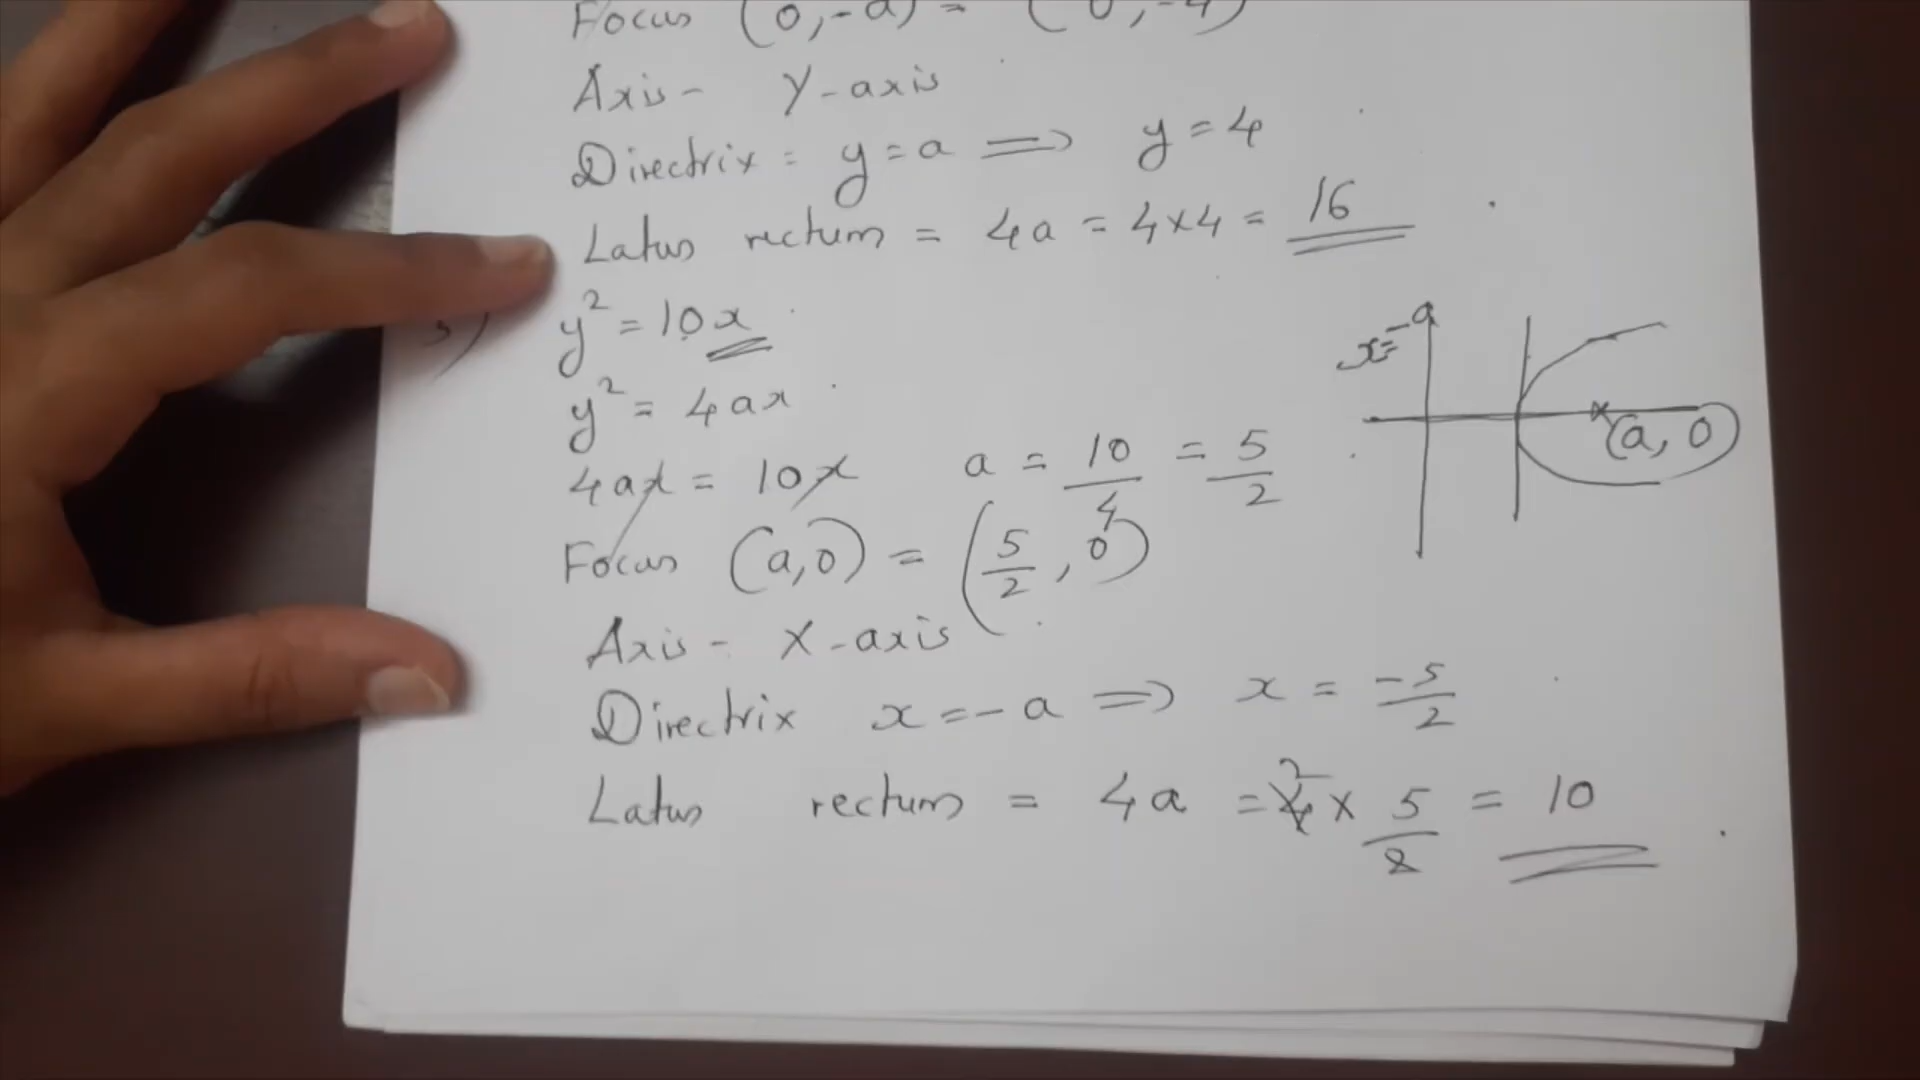 Focus (0,-a) = (0,-4)
Axis - Y-axis
Directrix = y=a ⟹ y=4
Latus rectum = 4a = 4×4 = 16
5) y² = 10x
y² = 4ax
4ax = 10x a = 10/4 = 5/2
Focus (a,0) = (5/2, 0)
Axis - X-axis
Directrix x=-a ⟹ x = -5/2
Latus rectum = 4a = 4 2 × 5/2 = 10
x=-a
(a, 0)